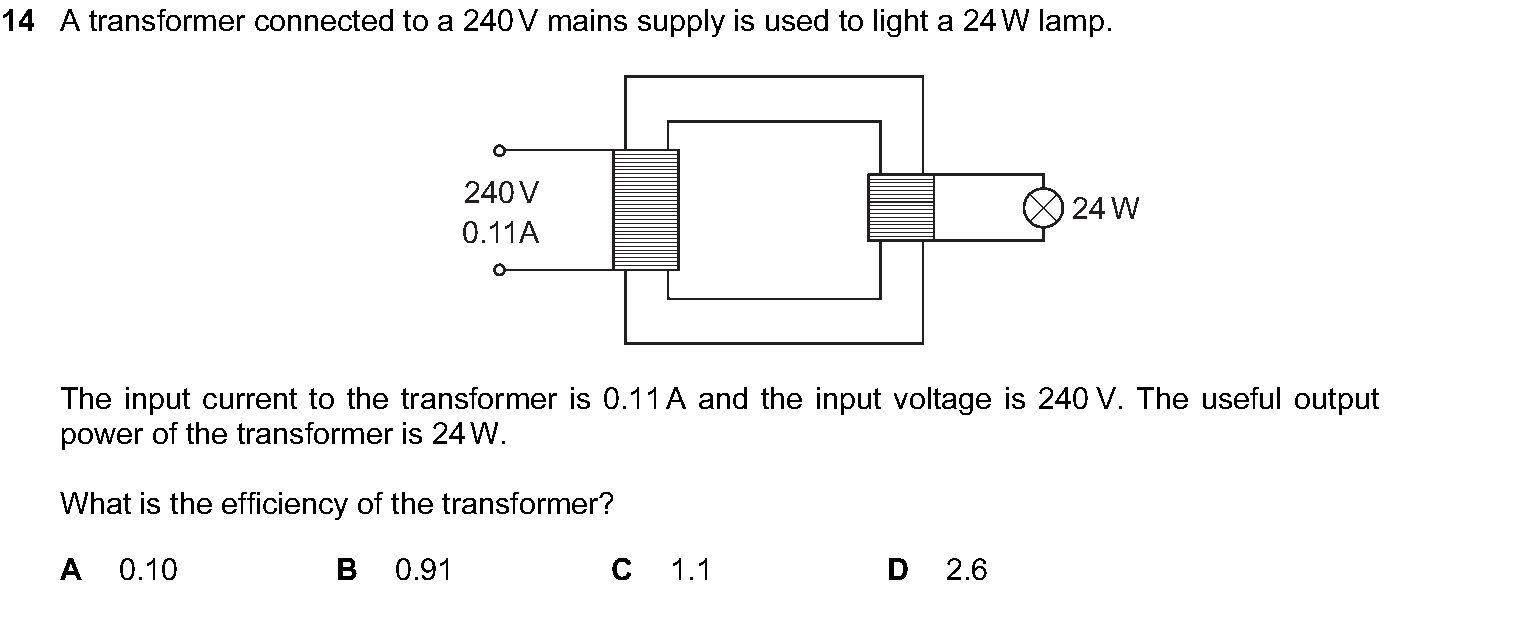 14 A transformer connected to a 240 V mains supply is used to light a 24 W lamp.
240 V
0.11 A
24 W
The input current to the transformer is 0.11 A and the input voltage is 240 V. The useful output
power of the transformer is 24 W.
What is the efficiency of the transformer?
A 0.10 B 0.91 C 1.1 D 2.6